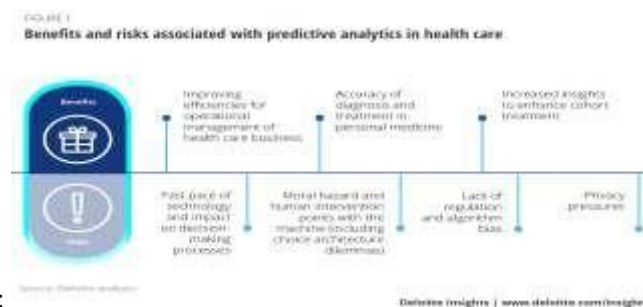 FIGURE 1
Benefits and risks associated with predictive analytics in health care
Benefits
Improving
efficiencies for
operational
management of
health care business
Accuracy of
diagnosis and
treatment in
personal medicine
Increased insights
to enhance cohort
treatment
Risks
Fast pace of
technology
and impact
on decision-
making
processes
Moral hazard and
human intervention
points with the
machine (including
choice architecture
dilemmas)
Lack of
regulation
and algorithm
bias
Privacy
pressures
Source: Deloitte analysis.
Deloitte Insights | www.deloitte.com/insights